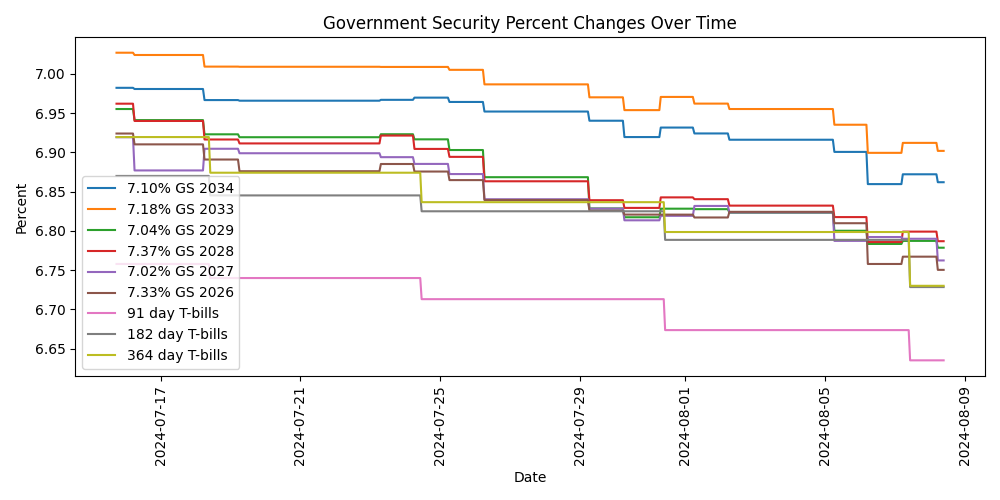 Government Security Percent Changes Over Time
Percent
7.00
6.95
6.90
6.85
6.80
6.75
6.70
6.65
7.10% GS 2034
7.18% GS 2033
7.04% GS 2029
7.37% GS 2028
7.02% GS 2027
7.33% GS 2026
91 day T-bills
182 day T-bills
364 day T-bills
2024-07-17
2024-07-21
2024-07-25
2024-07-29
2024-08-01
2024-08-05
2024-08-09
Date